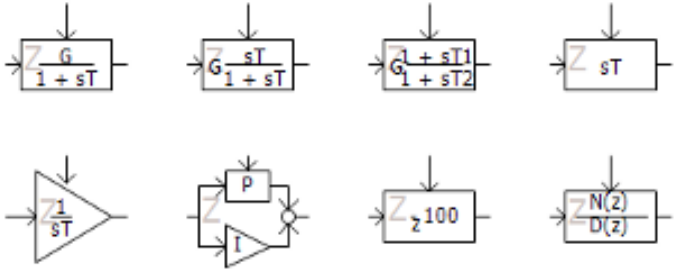 Z G
1 + sT
Z G sT
1 + sT
Z G 1 + sT1
1 + sT2
Z sT
Z 1
sT
Z P
I
Z z-100
Z N(z)
D(z)